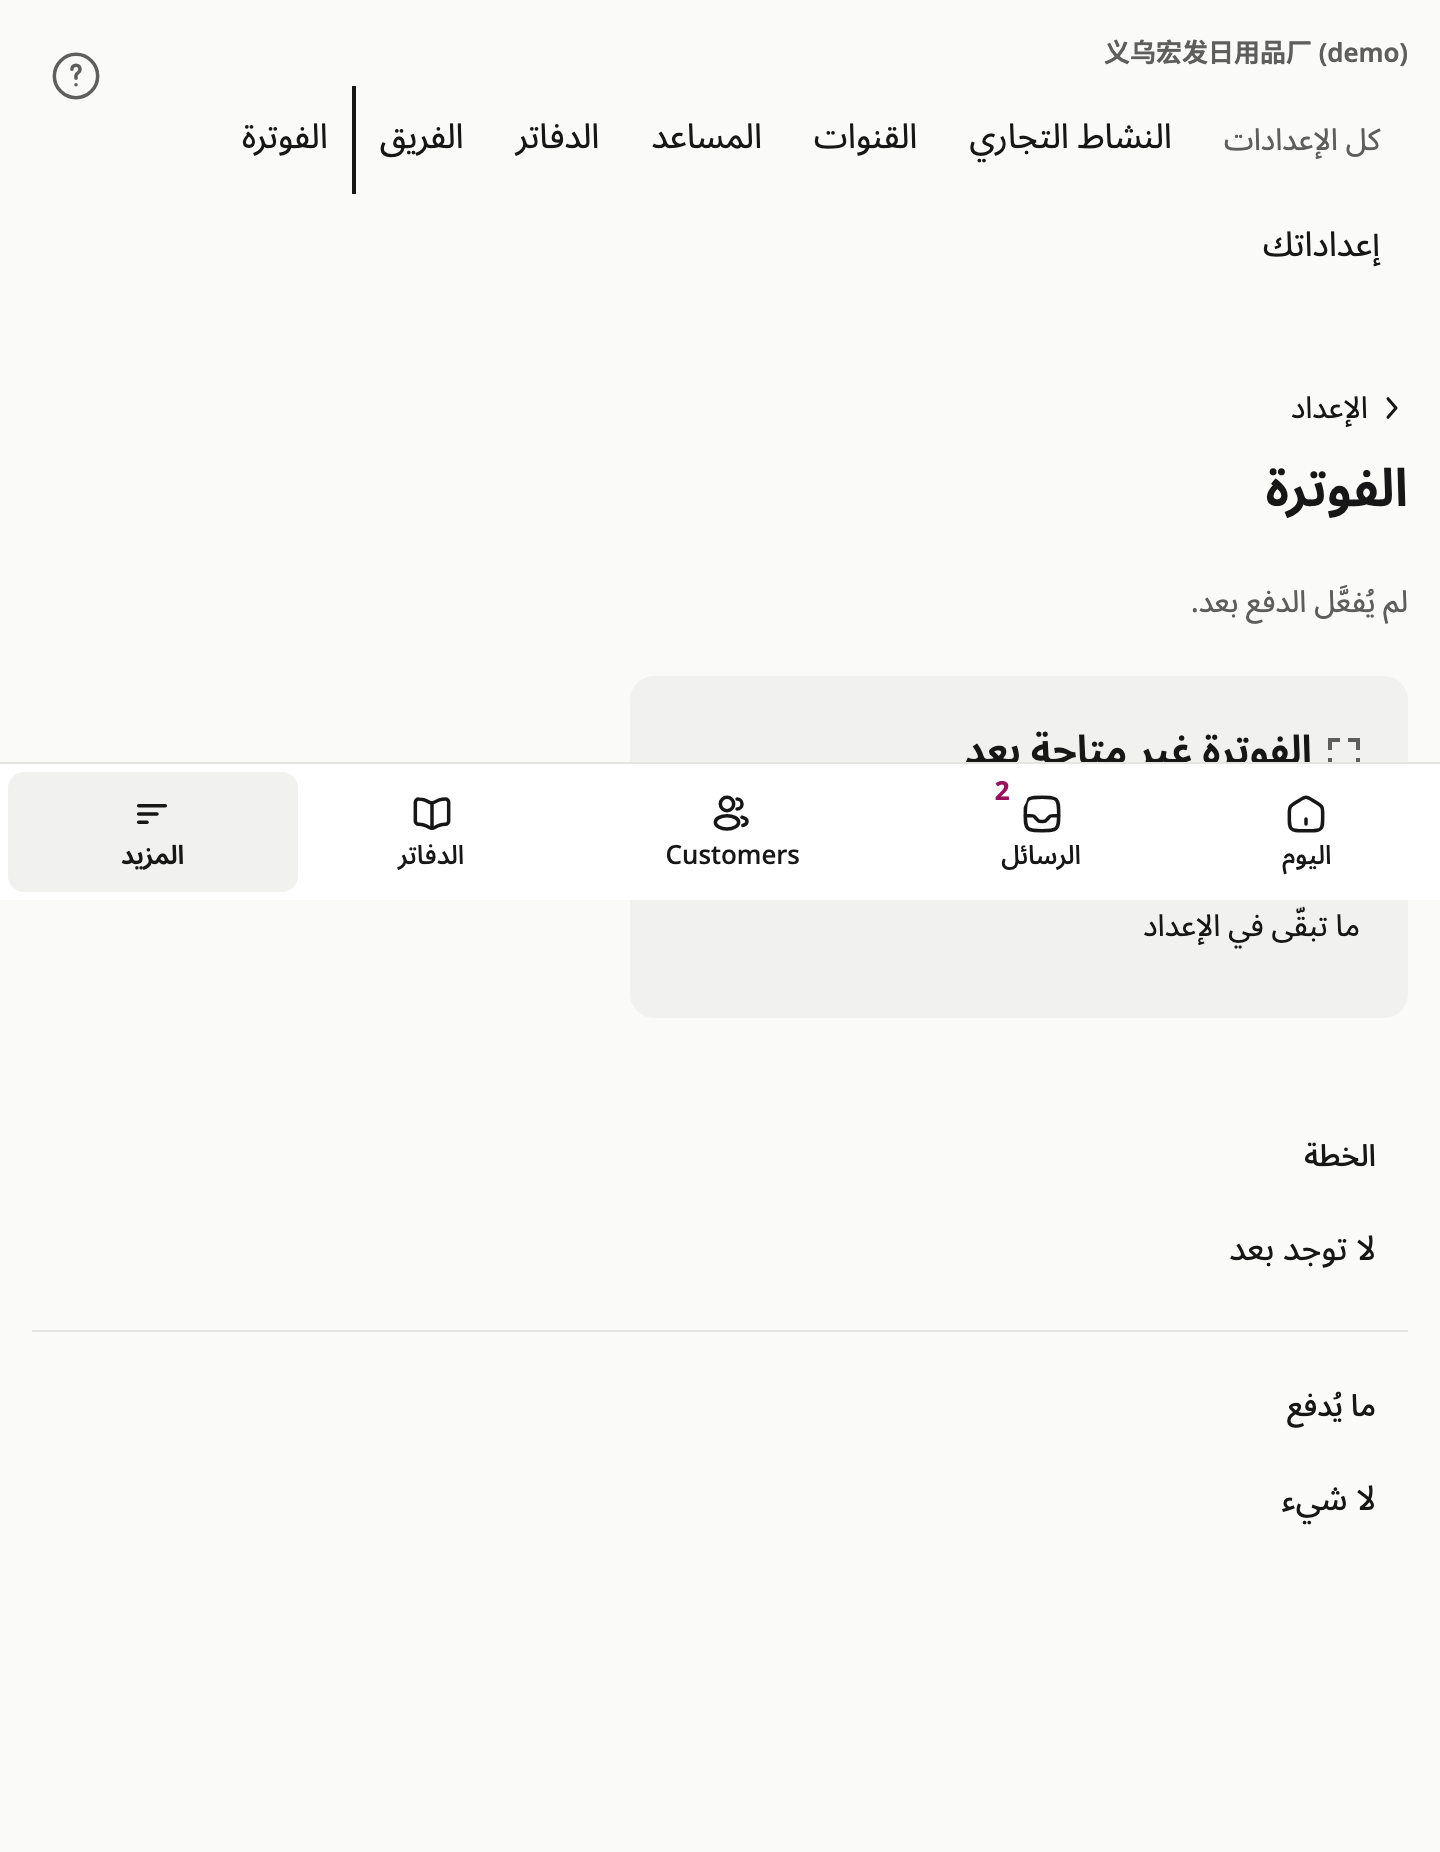 义乌宏发日用品厂 (demo)
كل الإعدادات
النشاط التجاري
القنوات
المساعد
الدفاتر
الفريق
الفوترة
إعداداتك
الإعداد
الفوترة
لم يُفعَّل الدفع بعد.
الفوترة غير متاحة بعد
2
اليوم
الرسائل
Customers
الدفاتر
المزيد
ما تبقّى في الإعداد
الخطة
لا توجد بعد
ما يُدفع
لا شيء